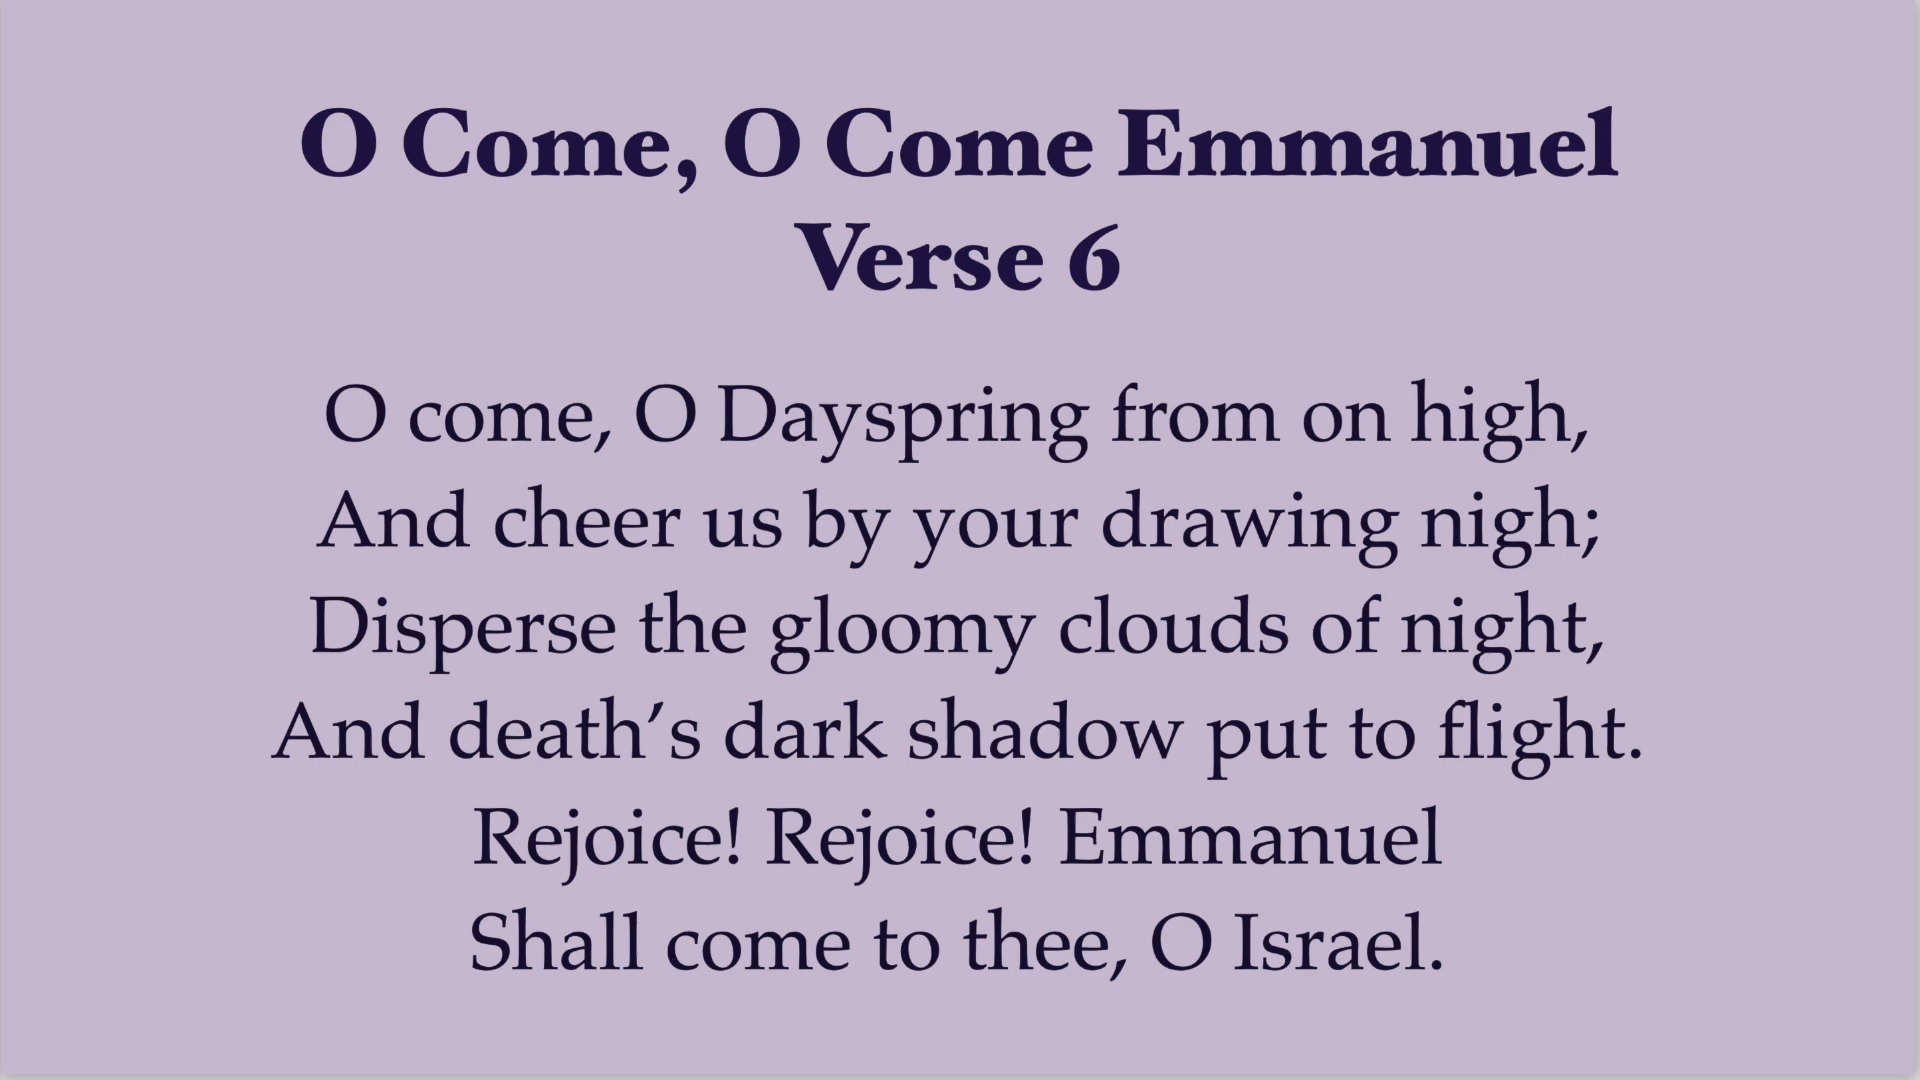 O Come, O Come Emmanuel
Verse 6
O come, O Dayspring from on high,
And cheer us by your drawing nigh;
Disperse the gloomy clouds of night,
And death’s dark shadow put to flight.
Rejoice! Rejoice! Emmanuel
Shall come to thee, O Israel.